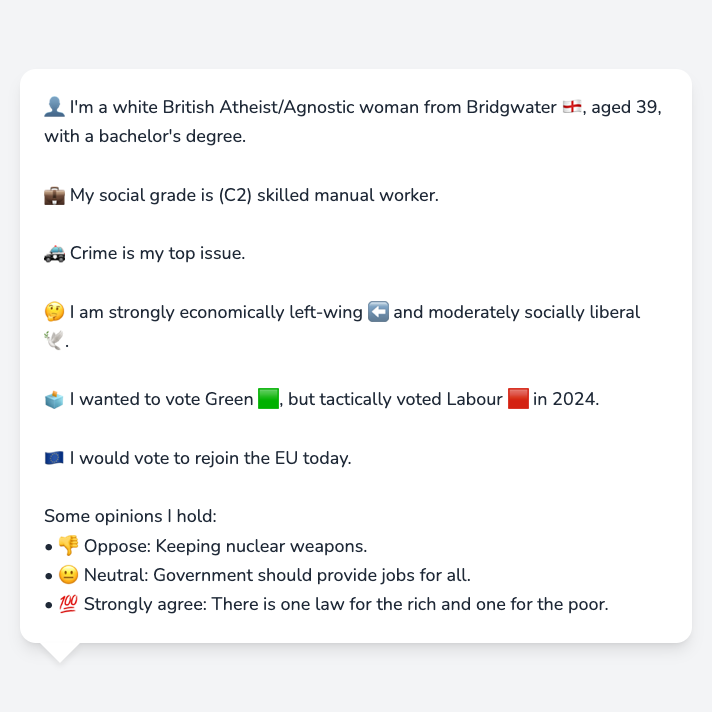 👤 I'm a white British Atheist/Agnostic woman from Bridgwater 🏴󠁧󠁢󠁥󠁮󠁧󠁿, aged 39,
with a bachelor's degree.
💼 My social grade is (C2) skilled manual worker.
🚓 Crime is my top issue.
🤔 I am strongly economically left-wing ⬅️ and moderately socially liberal
🕊️.
🗳️ I wanted to vote Green 🟩, but tactically voted Labour 🟥 in 2024.
🇪🇺 I would vote to rejoin the EU today.
Some opinions I hold:
• 👎 Oppose: Keeping nuclear weapons.
• 😐 Neutral: Government should provide jobs for all.
• 💯 Strongly agree: There is one law for the rich and one for the poor.